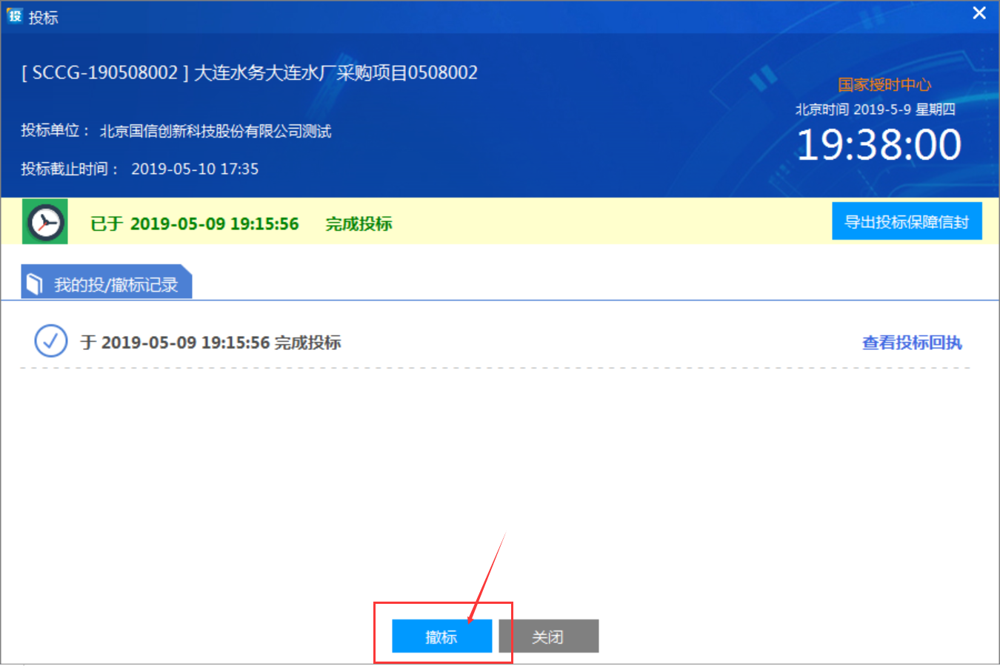 投 投标
[ SCCG-190508002 ] 大连水务大连水厂采购项目0508002
国家授时中心
北京时间 2019-5-9 星期四
19:38:00
投标单位： 北京国信创新科技股份有限公司测试
投标截止时间： 2019-05-10 17:35
已于 2019-05-09 19:15:56 完成投标
导出投标保障信封
我的投/撤标记录
于 2019-05-09 19:15:56 完成投标
查看投标回执
撤标
关闭